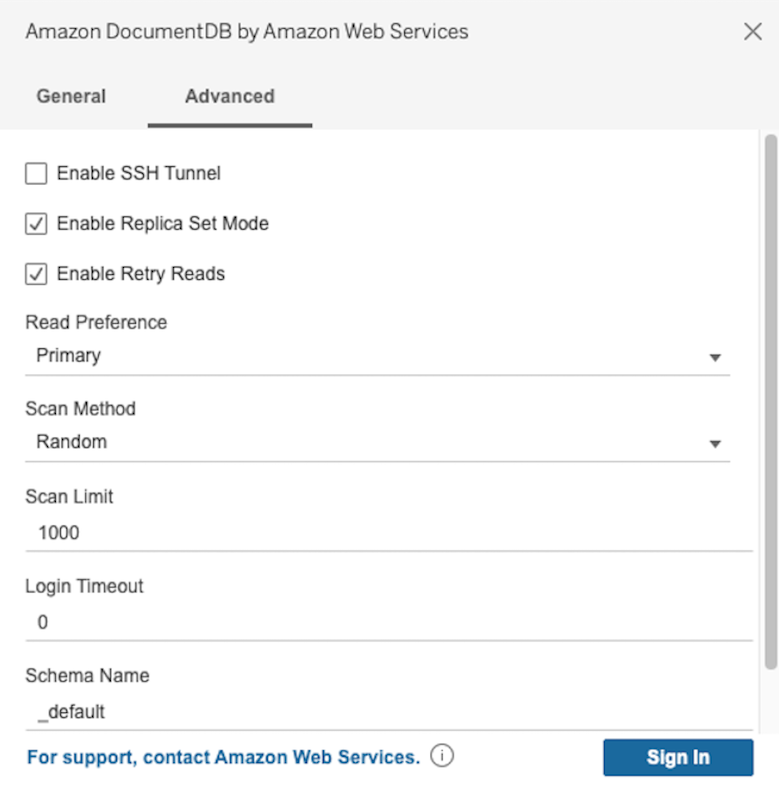 Amazon DocumentDB by Amazon Web Services
General Advanced
Enable SSH Tunnel
Enable Replica Set Mode
Enable Retry Reads
Read Preference
Primary
Scan Method
Random
Scan Limit
1000
Login Timeout
0
Schema Name
_default
For support, contact Amazon Web Services.
Sign In